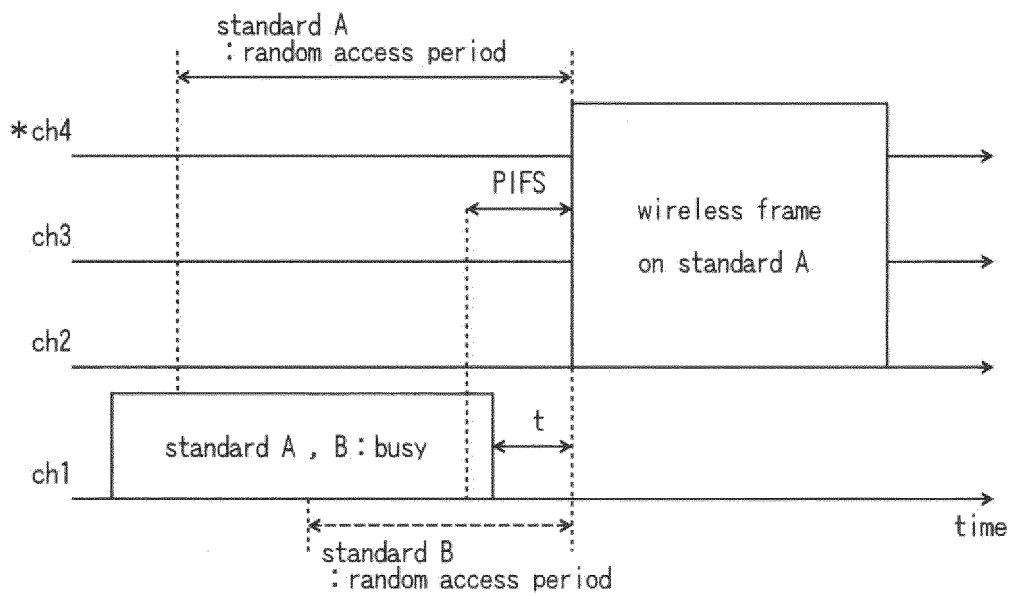 standard A
:random access period
*ch4
PIFS
wireless frame
ch3
on standard A
ch2
t
standard A , B:busy
ch1
time
standard B
:random access period